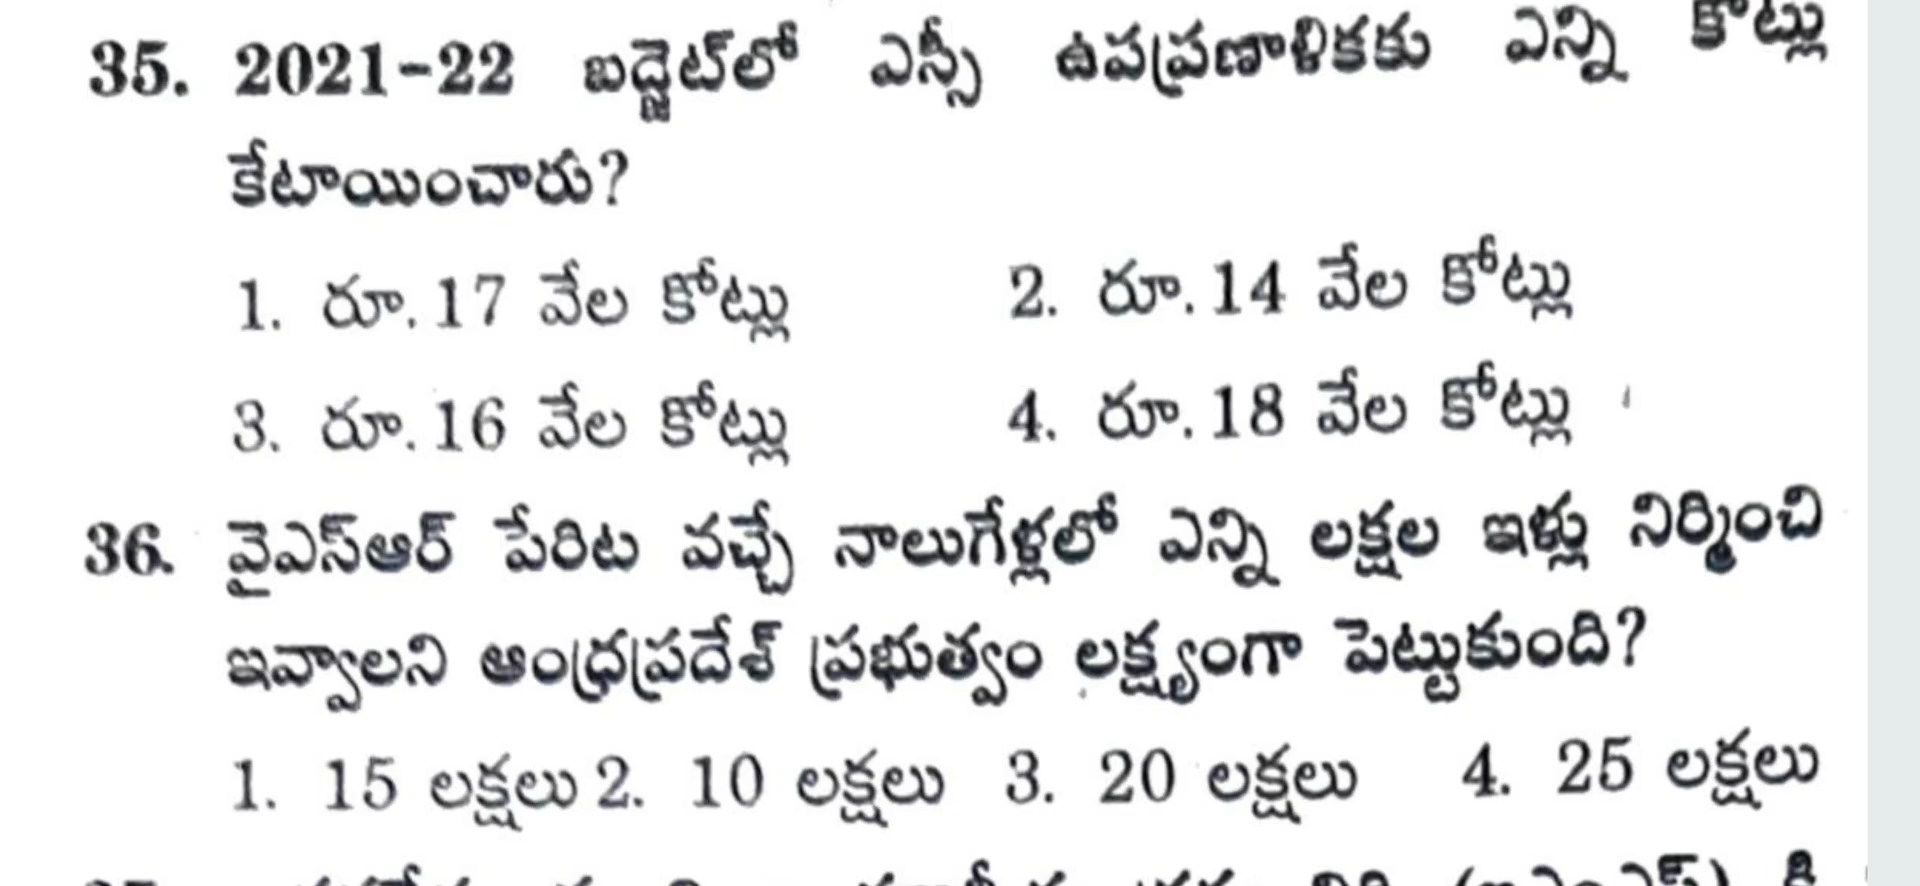 35. 2021-22 బడ్జెట్‌లో ఎస్సీ ఉపప్రణాళికకు ఎన్ని కోట్లు
కేటాయించారు?
1. రూ.17 వేల కోట్లు 2. రూ.14 వేల కోట్లు
3. రూ.16 వేల కోట్లు 4. రూ.18 వేల కోట్లు
36. వైఎస్ఆర్ పేరిట వచ్చే నాలుగేళ్లలో ఎన్ని లక్షల ఇళ్లు నిర్మించి
ఇవ్వాలని ఆంధ్రప్రదేశ్ ప్రభుత్వం లక్ష్యంగా పెట్టుకుంది?
1. 15 లక్షలు 2. 10 లక్షలు 3. 20 లక్షలు 4. 25 లక్షలు